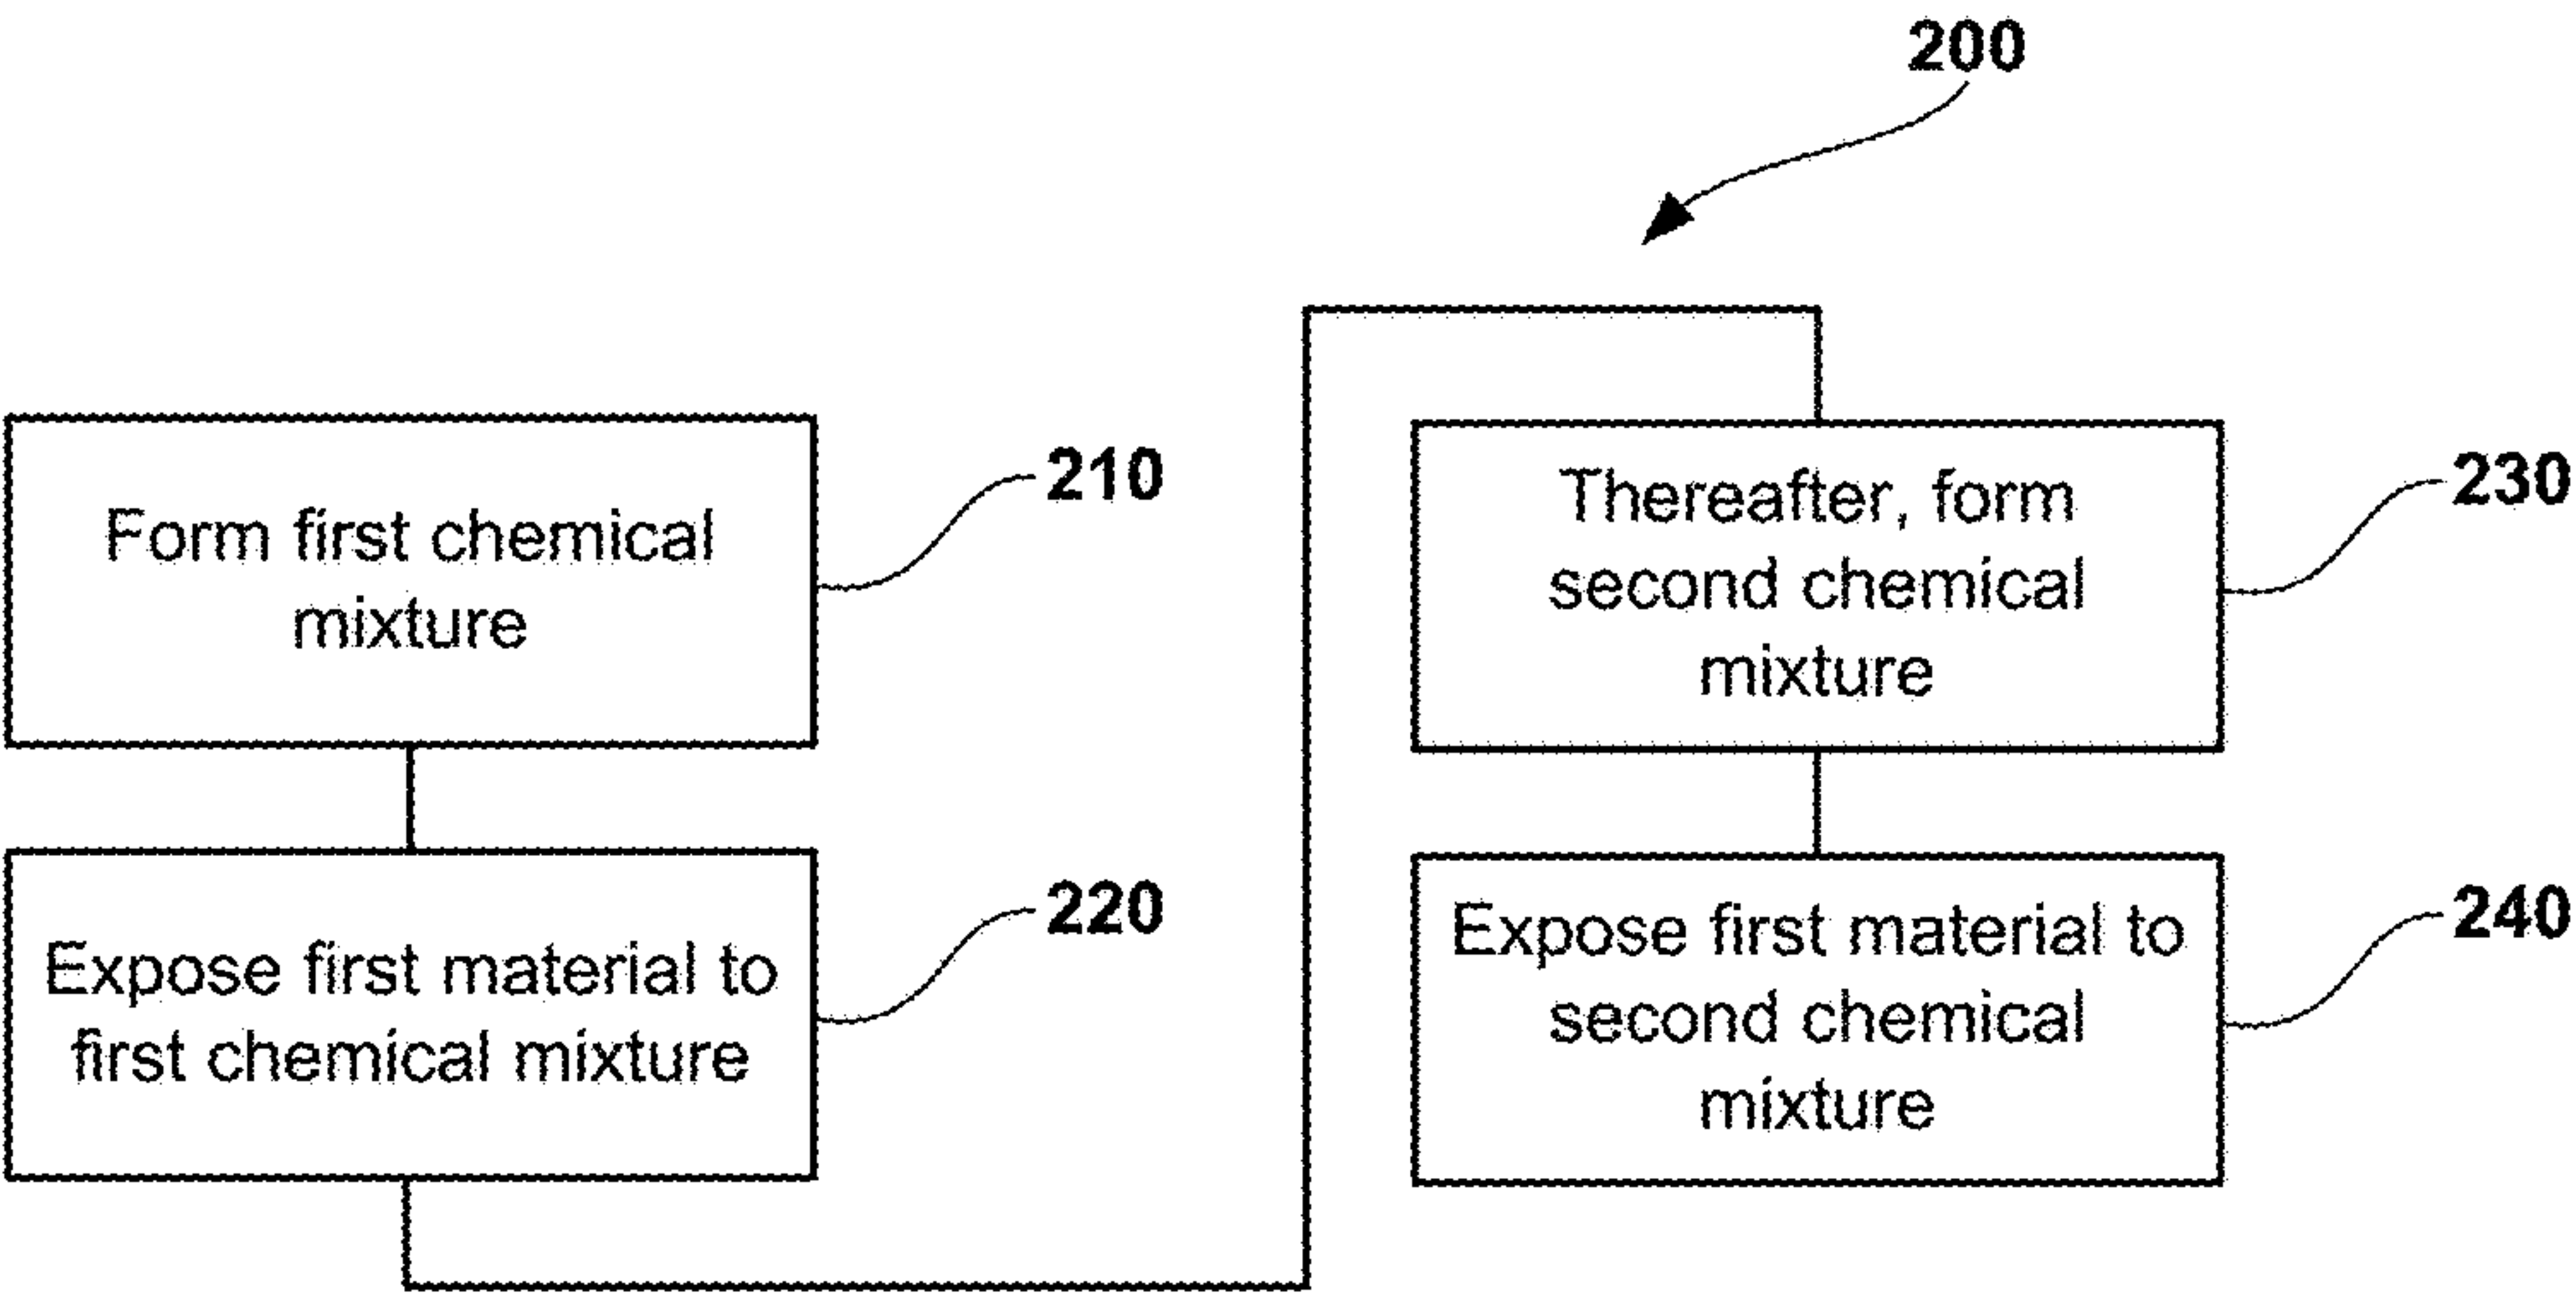 200
Form first chemical
mixture
210
Expose first material to
first chemical mixture
220
Thereafter, form
second chemical
mixture
230
Expose first material to
second chemical
mixture
240